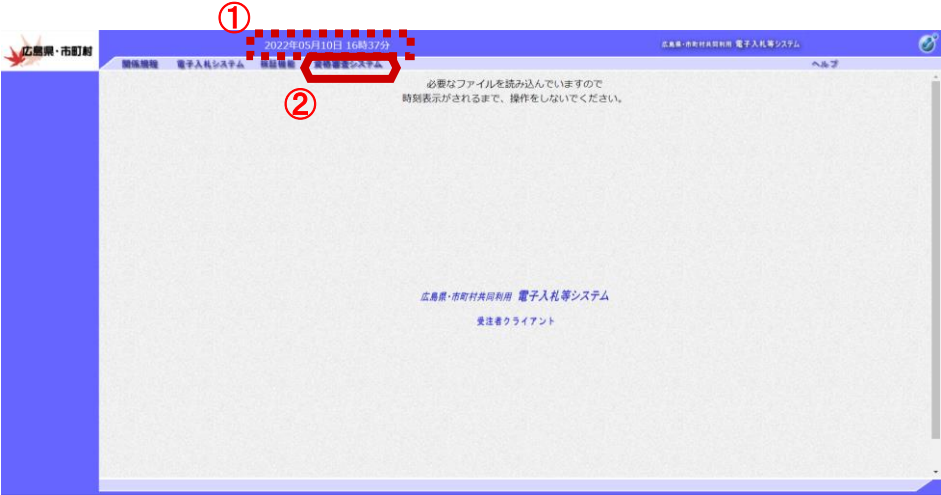 ①
広島県・市町村
2022年05月10日 16時37分
広島県・市町村共同利用 電子入札等システム
関係機種 電子入札システム 検証機能 資格審査システム
ヘルプ
②
必要なファイルを読み込んでいますので
時刻表示がされるまで、操作をしないでください。
広島県・市町村共同利用 電子入札等システム
受注者クライアント